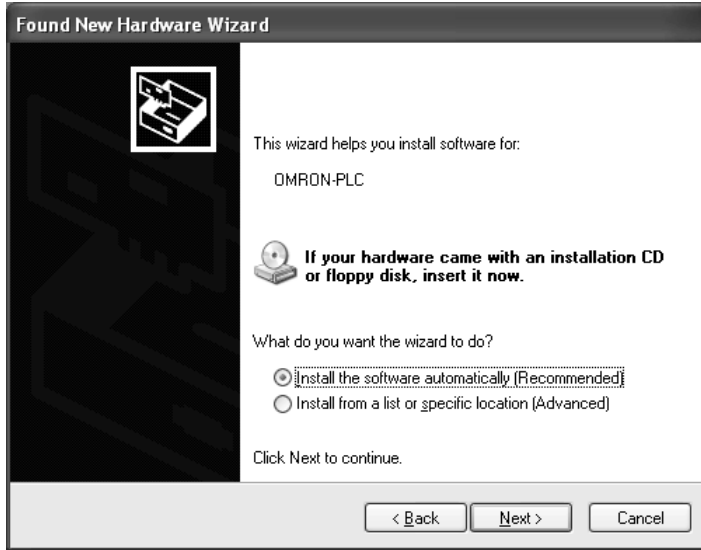 Found New Hardware Wizard
This wizard helps you install software for:
OMRON-PLC
If your hardware came with an installation CD
or floppy disk, insert it now.
What do you want the wizard to do?
Install the software automatically (Recommended)
Install from a list or specific location (Advanced)
Click Next to continue.
< Back
Next >
Cancel